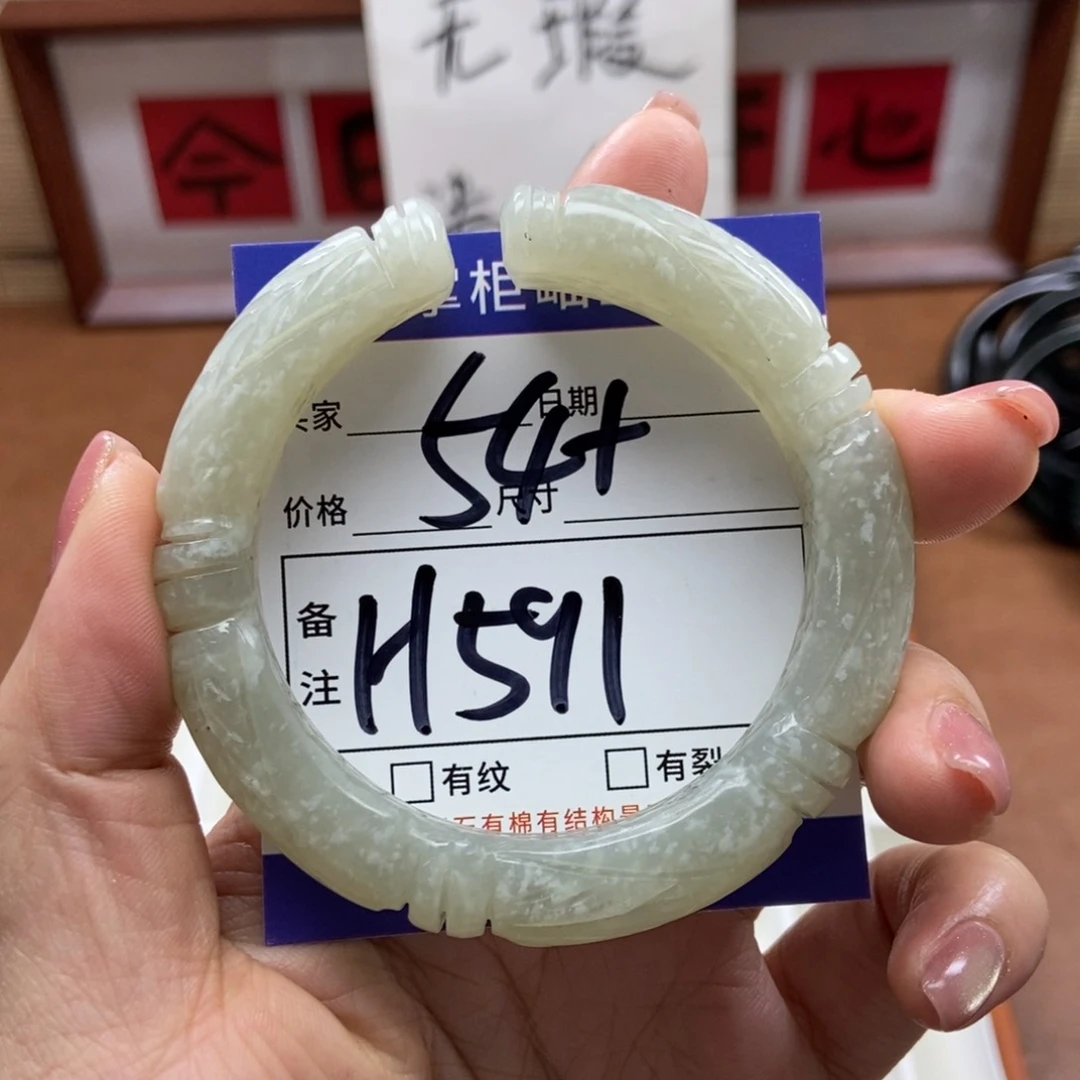 无瑕
今日 心
掌柜
家 54+ 日期
价格 尺寸
备注 H591
有纹 有裂
石有棉有结构